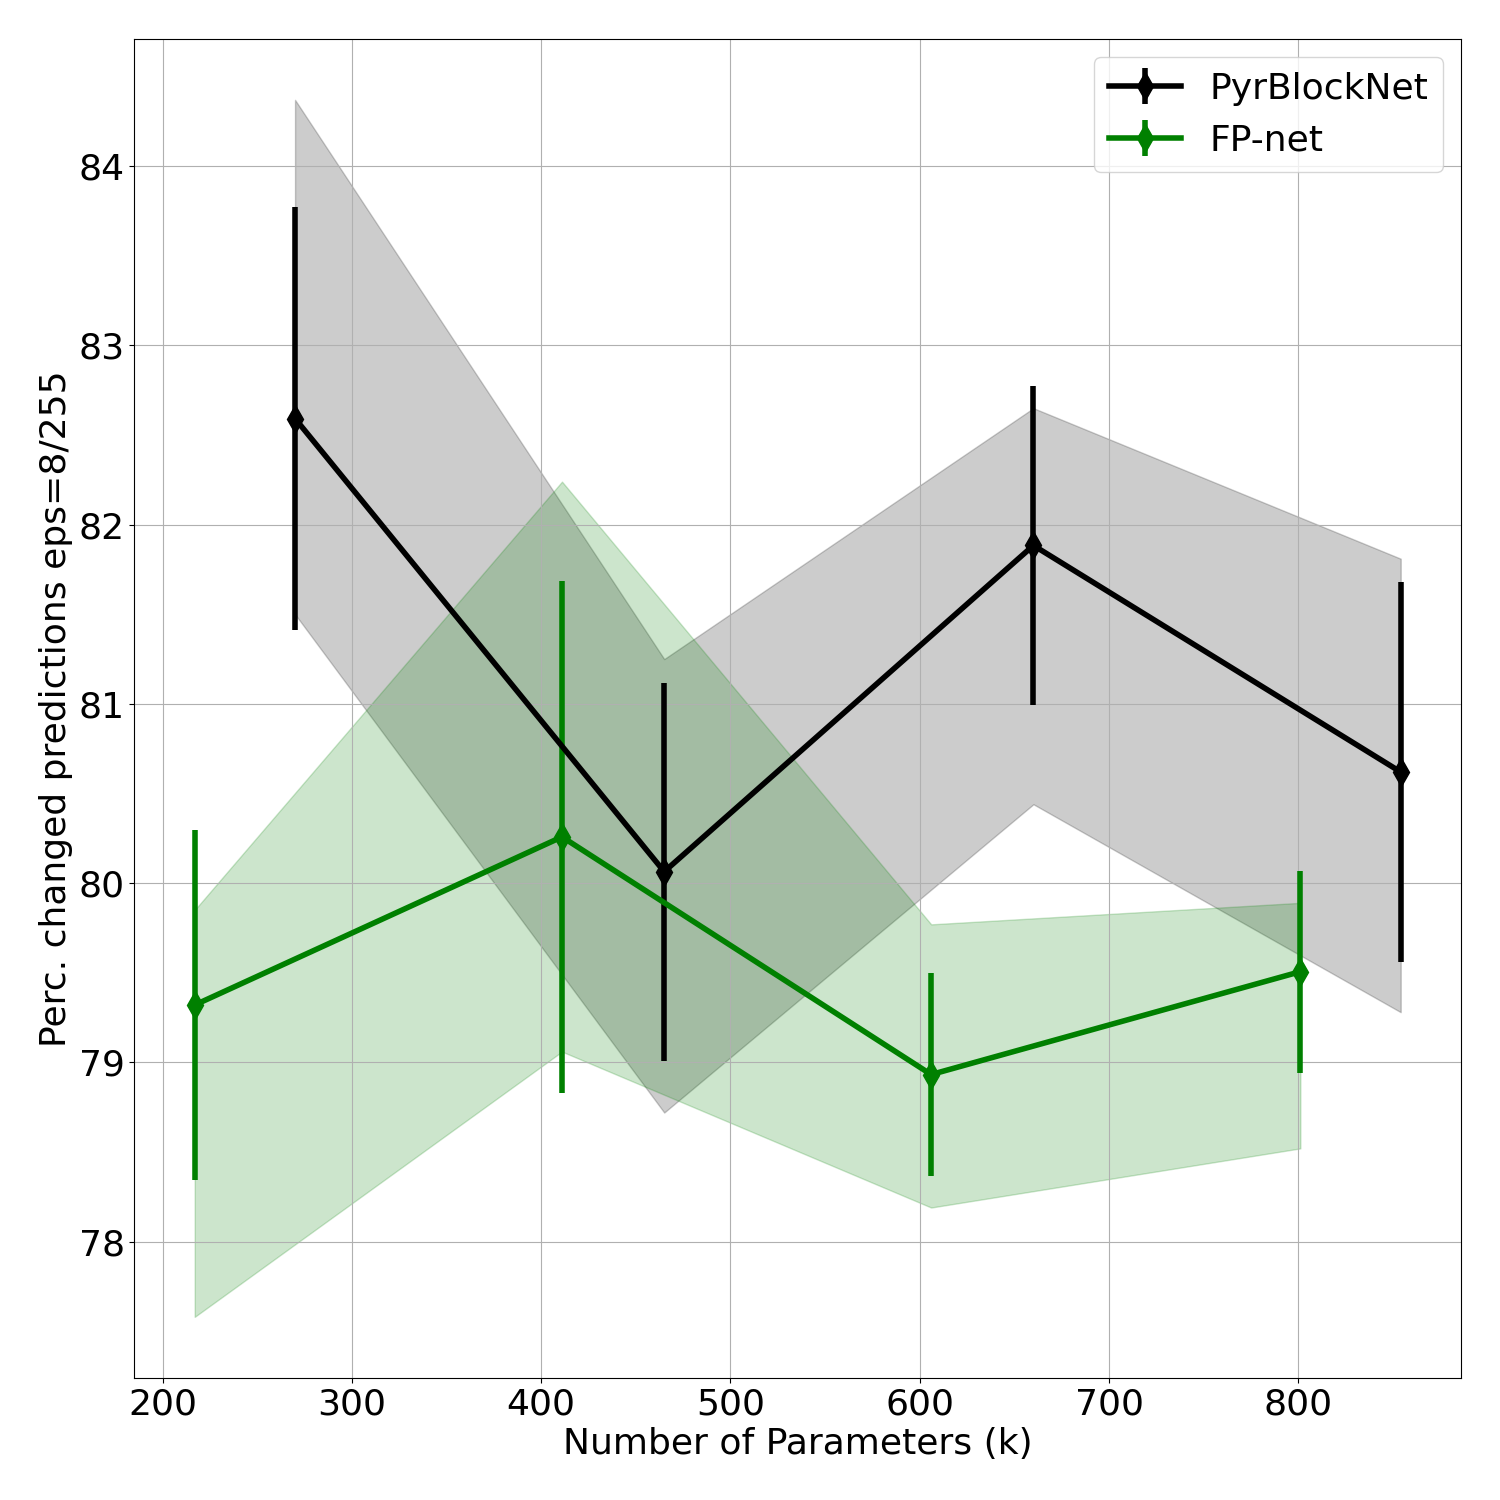 PyrBlockNet
FP-net
Perc. changed predictions eps=8/255
84
83
82
81
80
79
78
200 300 400 500 600 700 800
Number of Parameters (k)